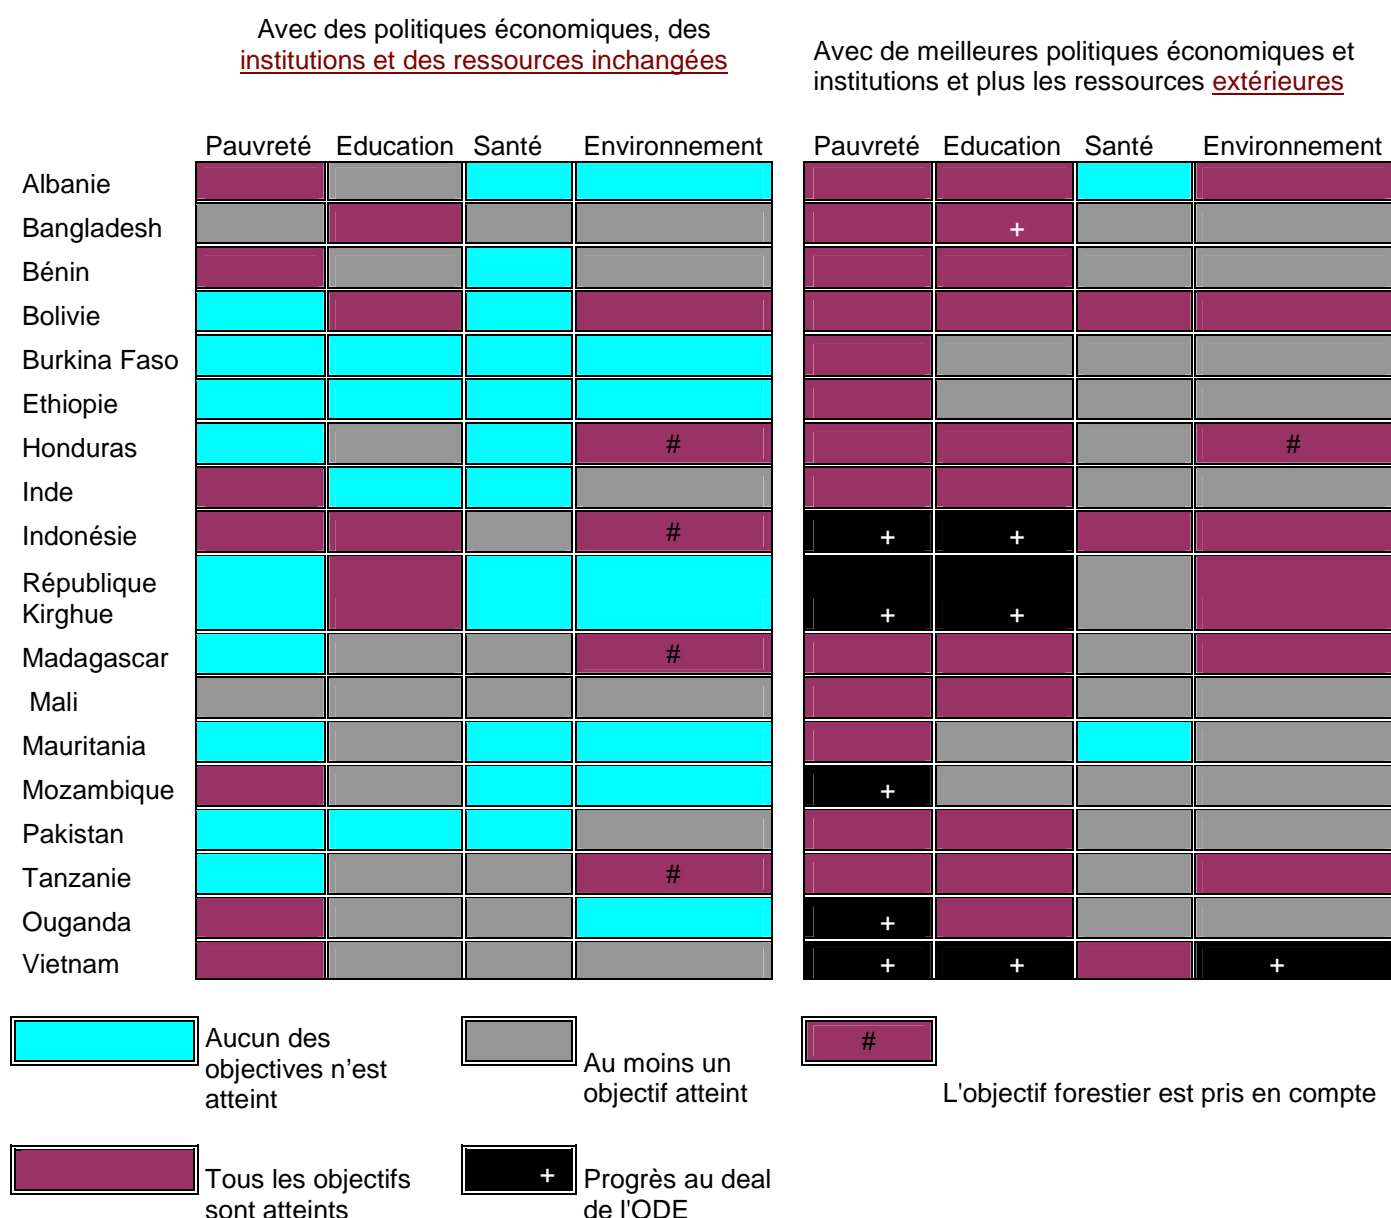 Avec des politiques économiques, des
institutions et des ressources inchangées
Avec de meilleures politiques économiques et
institutions et plus les ressources extérieures
Pauvreté Education Santé Environnement Pauvreté Education Santé Environnement
Albanie
Bangladesh +
Bénin
Bolivie
Burkina Faso
Ethiopie
Honduras # #
Inde
Indonésie # + +
République
Kirghue + +
Madagascar #
Mali
Mauritania
Mozambique +
Pakistan
Tanzanie #
Ouganda +
Vietnam + + +
Aucun des
objectives n'est
atteint
Au moins un
objectif atteint
#
L'objectif forestier est pris en compte
Tous les objectifs
sont atteints
+ Progrès au deal
de l'ODE